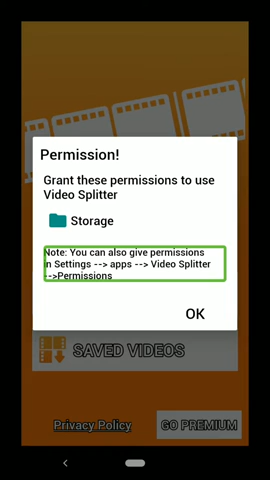 Permission!
Grant these permissions to use
Video Splitter
Storage
Note: You can also give permissions
in Settings --> apps --> Video Splitter
-->Permissions
OK
SAVED VIDEOS
Privacy Policy
GO PREMIUM